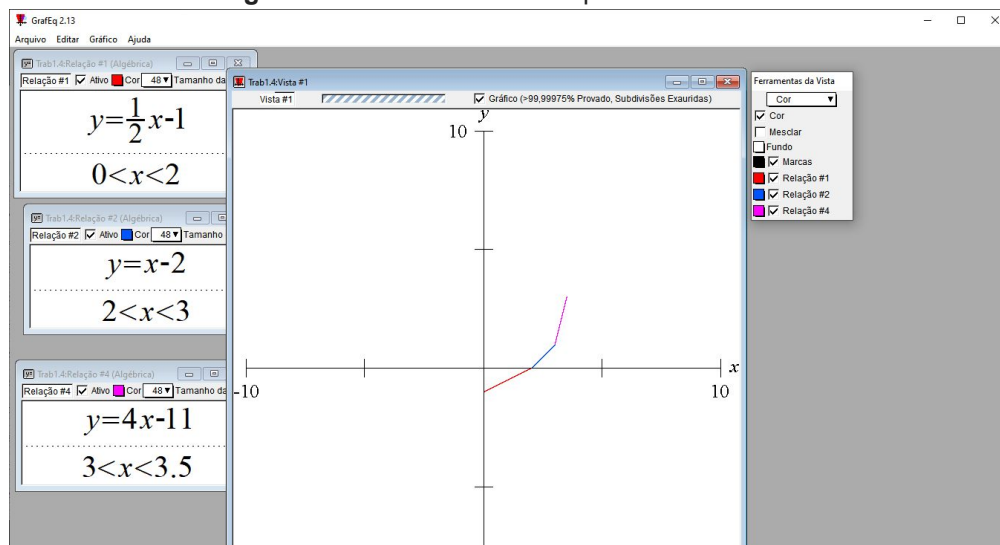 GrafEq 2.13
Arquivo Editar Gráfico Ajuda
Trab1.4:Relação #1 (Algébrica)
Relação #1 Ativo Cor 48 Tamanho da
y=1/2 x-1
0<x<2
Trab1.4:Relação #2 (Algébrica)
Relação #2 Ativo Cor 48 Tamanho
y=x-2
2<x<3
Trab1.4:Relação #4 (Algébrica)
Relação #4 Ativo Cor 48 Tamanho da
y=4x-11
3<x<3.5
Trab1.4:Vista #1
Vista #1 Gráfico (>99,99975% Provado, Subdivisões Exauridas)
y
10
x
-10
10
Ferramentas da Vista
Cor
Cor
Mesclar
Fundo
Marcas
Relação #1
Relação #2
Relação #4